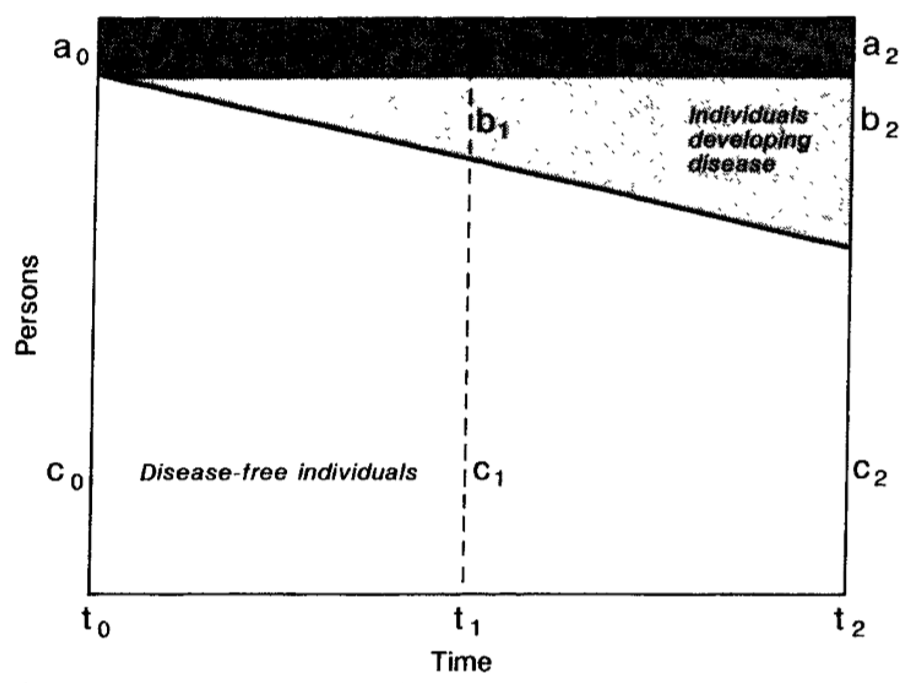 a₀
a₂
b₁
Individuals
developing
disease
b₂
Persons
c₀
Disease-free individuals
c₁
c₂
t₀
t₁
t₂
Time